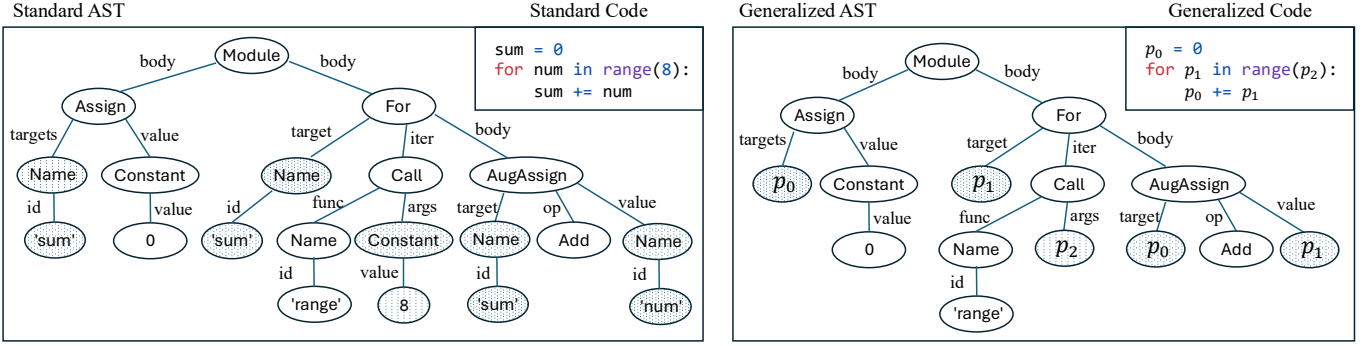 Standard AST
Standard Code
sum = 0
for num in range(8):
sum += num
Module
body
body
Assign
For
targets
value
target
iter
body
Name
Constant
Name
Call
AugAssign
id
value
id
func
args
target
op
value
'sum'
0
'sum'
Name
Constant
Name
Add
Name
id
value
id
id
'range'
8
'sum'
'num'
Generalized AST
Generalized Code
p₀ = 0
for p₁ in range(p₂):
p₀ += p₁
Module
body
body
Assign
For
targets
value
target
iter
body
p₀
Constant
p₁
Call
AugAssign
value
func
args
target
op
value
0
Name
p₂
p₀
Add
p₁
id
'range'